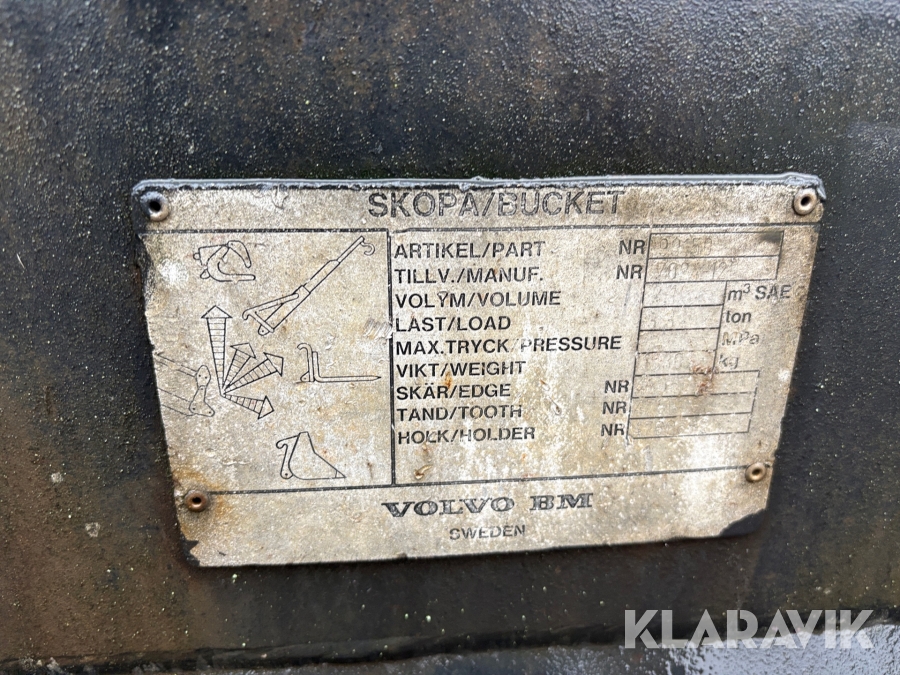 SKOPA/BUCKET
ARTIKEL/PART NR
TILLV./MANUF. NR
VOLYM/VOLUME m³ SAE
LAST/LOAD ton
MAX.TRYCK/PRESSURE MPa
VIKT/WEIGHT kg
SKÄR/EDGE NR
TAND/TOOTH NR
HOLK/HOLDER NR
VOLVO BM
SWEDEN
KLARAVIK